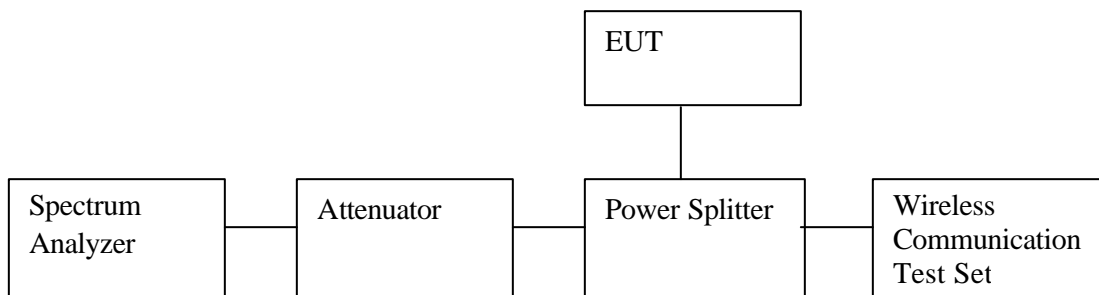 EUT
Spectrum
Analyzer
Attenuator
Power Splitter
Wireless
Communication
Test Set